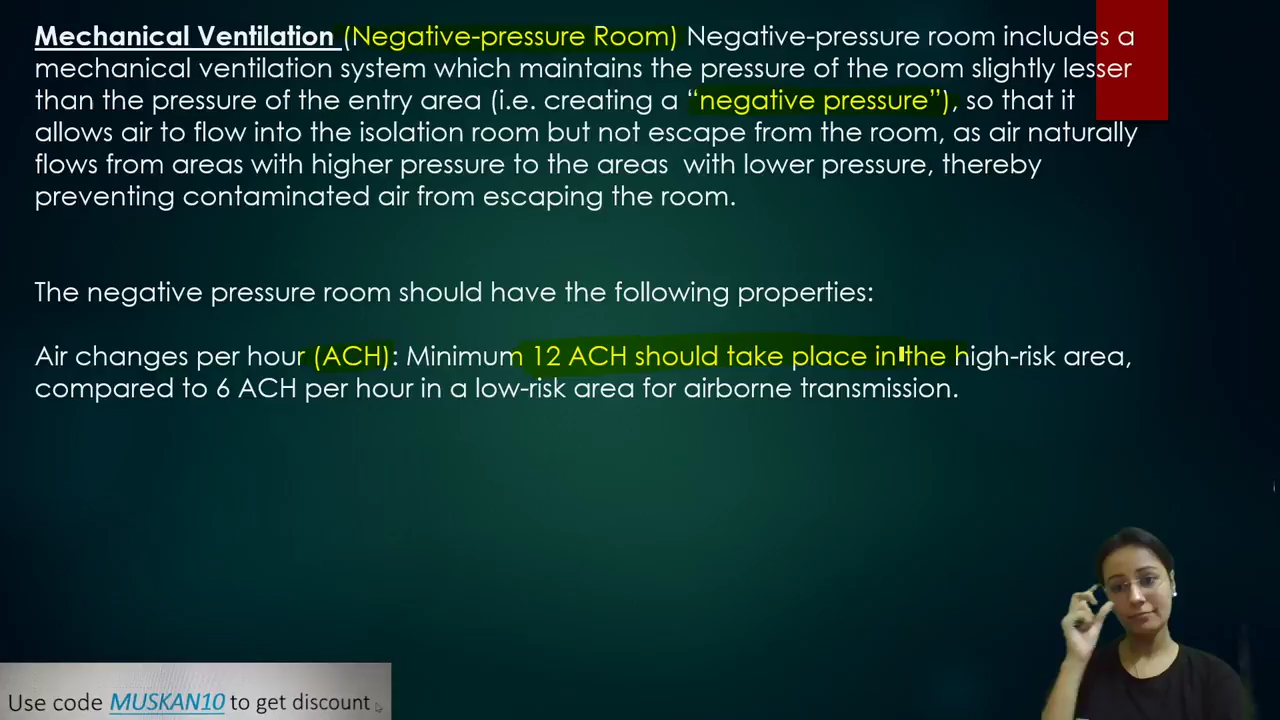 Mechanical Ventilation (Negative-pressure Room) Negative-pressure room includes a
mechanical ventilation system which maintains the pressure of the room slightly lesser
than the pressure of the entry area (i.e. creating a “negative pressure”), so that it
allows air to flow into the isolation room but not escape from the room, as air naturally
flows from areas with higher pressure to the areas with lower pressure, thereby
preventing contaminated air from escaping the room.
The negative pressure room should have the following properties:
Air changes per hour (ACH): Minimum 12 ACH should take place in the high-risk area,
compared to 6 ACH per hour in a low-risk area for airborne transmission.
Use code MUSKAN10 to get discount